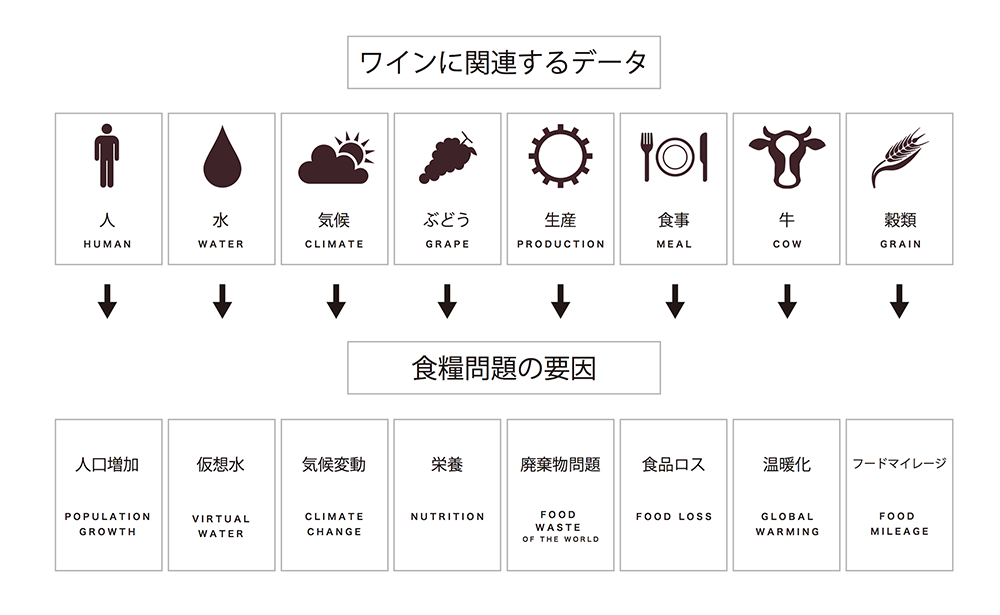 ワインに関連するデータ
人
HUMAN
水
WATER
気候
CLIMATE
ぶどう
GRAPE
生産
PRODUCTION
食事
MEAL
牛
COW
穀類
GRAIN
食糧問題の要因
人口増加
POPULATION
GROWTH
仮想水
VIRTUAL
WATER
気候変動
CLIMATE
CHANGE
栄養
NUTRITION
廃棄物問題
FOOD
WASTE
OF THE WORLD
食品ロス
FOOD LOSS
温暖化
GLOBAL
WARMING
フードマイレージ
FOOD
MILEAGE